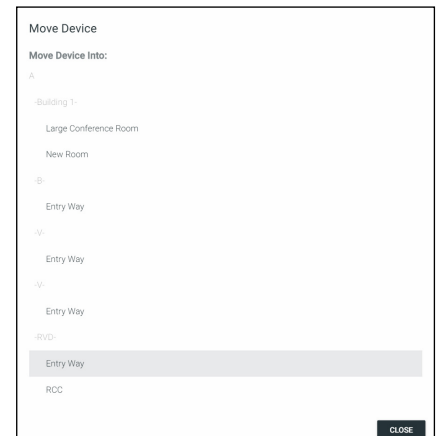 Move Device
Move Device Into:
A
-Building 1-
Large Conference Room
New Room
-B-
Entry Way
-V-
Entry Way
-V-
Entry Way
-RVD-
Entry Way
RCC
CLOSE